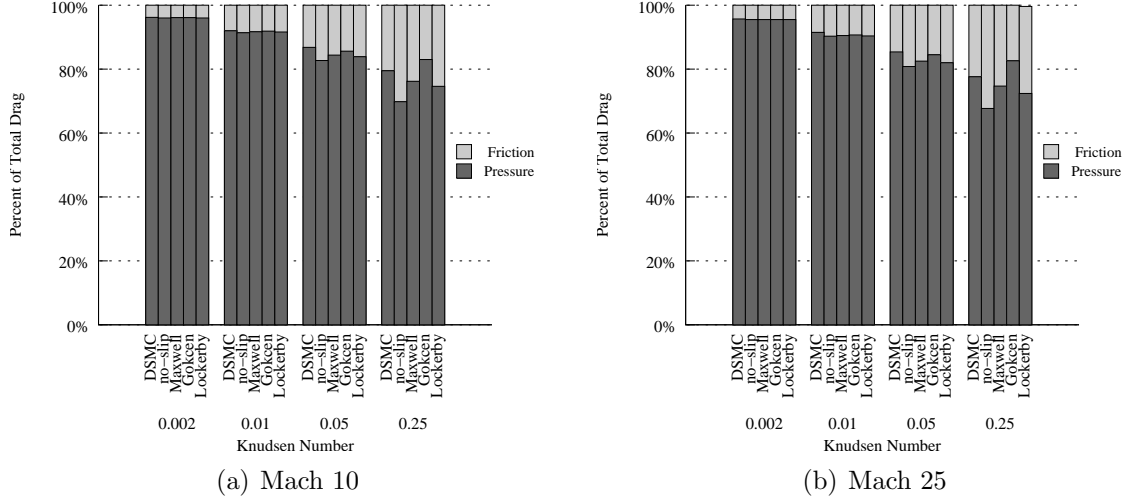 100%
80%
60%
40%
20%
0%
Percent of Total Drag
Friction
Pressure
DSMC
no−slip
Maxwell
Gokcen
Lockerby
DSMC
no−slip
Maxwell
Gokcen
Lockerby
DSMC
no−slip
Maxwell
Gokcen
Lockerby
DSMC
no−slip
Maxwell
Gokcen
Lockerby
0.002 0.01 0.05 0.25
Knudsen Number
(a) Mach 10
100%
80%
60%
40%
20%
0%
Percent of Total Drag
Friction
Pressure
DSMC
no−slip
Maxwell
Gokcen
Lockerby
DSMC
no−slip
Maxwell
Gokcen
Lockerby
DSMC
no−slip
Maxwell
Gokcen
Lockerby
DSMC
no−slip
Maxwell
Gokcen
Lockerby
0.002 0.01 0.05 0.25
Knudsen Number
(b) Mach 25